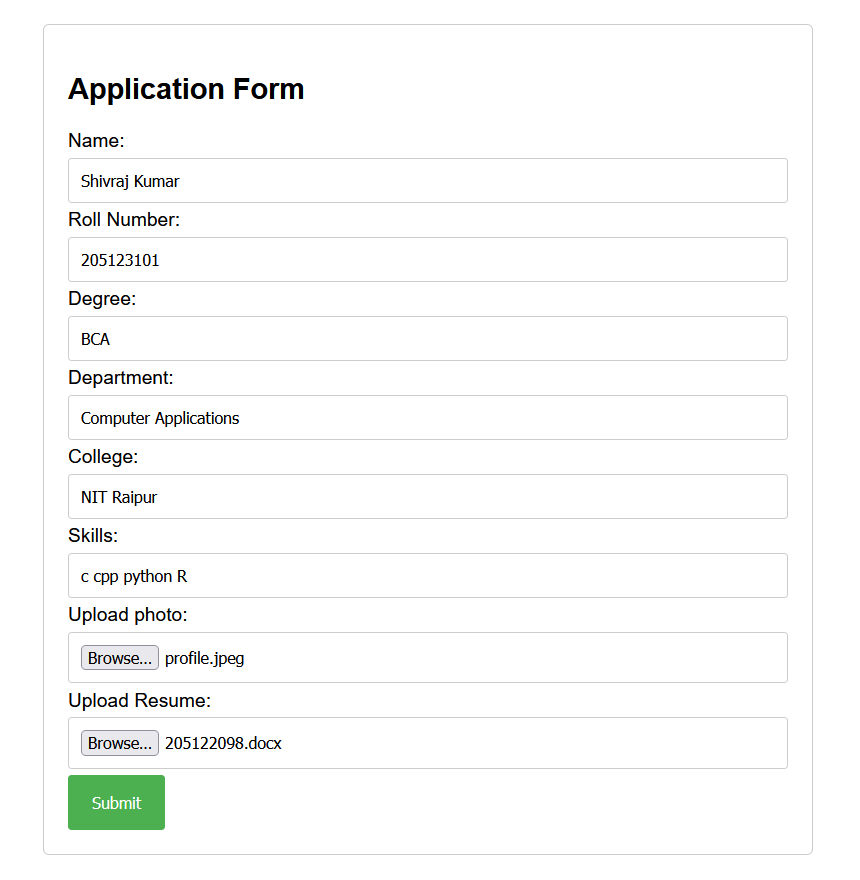 Application Form
Name:
Shivraj Kumar
Roll Number:
205123101
Degree:
BCA
Department:
Computer Applications
College:
NIT Raipur
Skills:
c cpp python R
Upload photo:
Browse... profile.jpeg
Upload Resume:
Browse... 205122098.docx
Submit